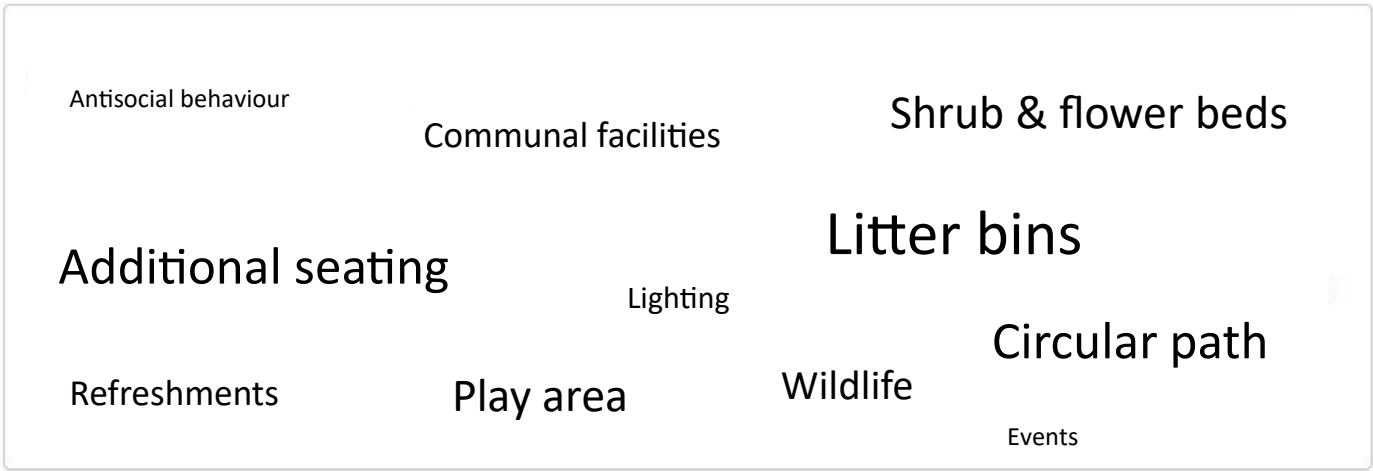 Antisocial behaviour
Communal facilities
Shrub & flower beds
Litter bins
Additional seating
Lighting
Circular path
Refreshments
Play area
Wildlife
Events